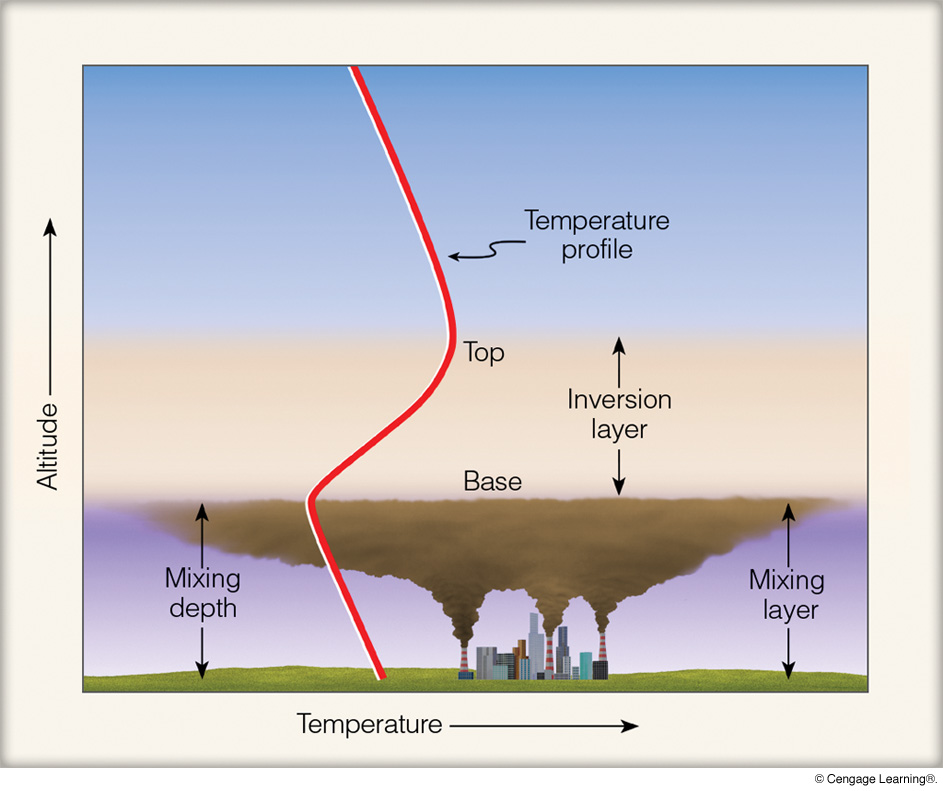 Temperature
profile
Top
Inversion
layer
Altitude
Base
Mixing
depth
Mixing
layer
Temperature
© Cengage Learning®.